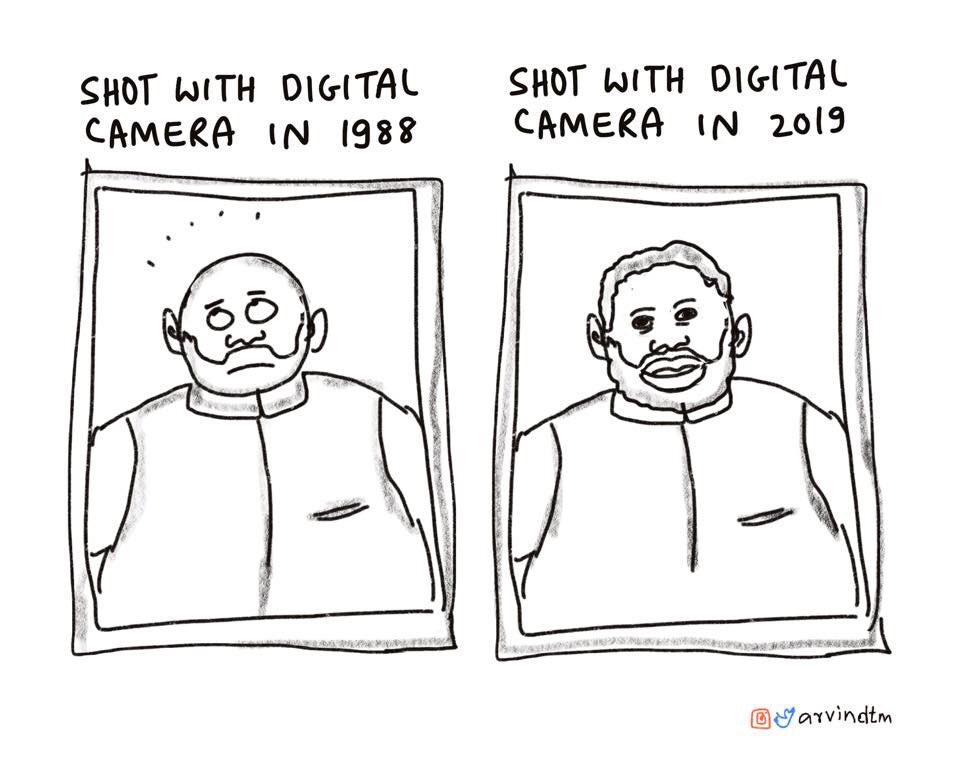 SHOT WITH DIGITAL
CAMERA IN 1988
SHOT WITH DIGITAL
CAMERA IN 2019
arvindtm